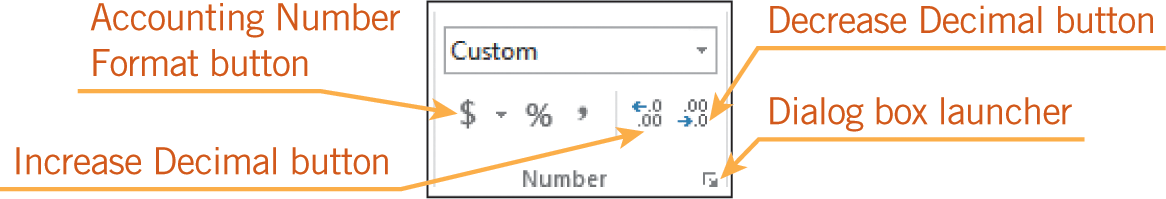 Accounting Number
Format button
Decrease Decimal button
Custom
$ % , ←.0 .00 .00 →.0
Dialog box launcher
Increase Decimal button
Number